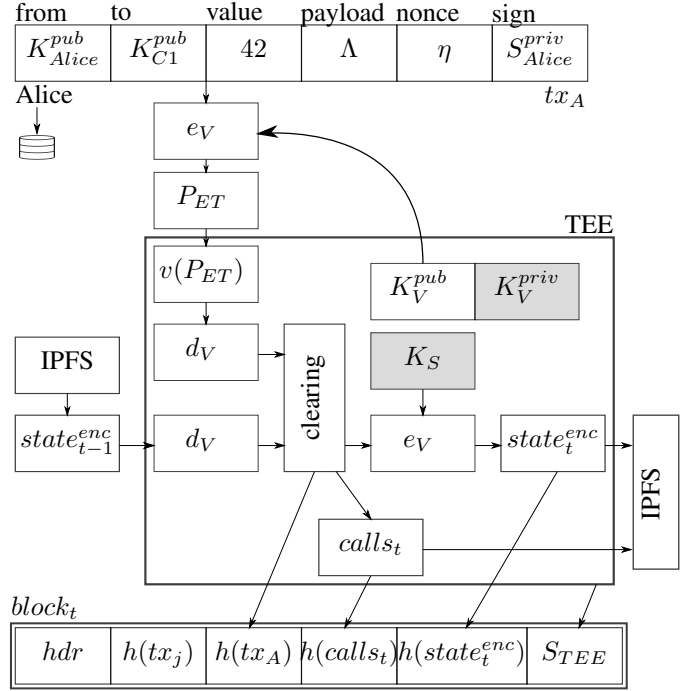 from to value payload nonce sign
K_{Alice}^{pub} K_{C1}^{pub} 42 Λ η S_{Alice}^{priv}
Alice tx_A
e_V
P_{ET}
TEE
v(P_{ET}) K_V^{pub} K_V^{priv}
IPFS d_V clearing K_S
state_{t-1}^{enc} d_V e_V state_t^{enc} IPFS
calls_t
block_t
hdr h(tx_j) h(tx_A) h(calls_t) h(state_t^{enc}) S_{TEE}